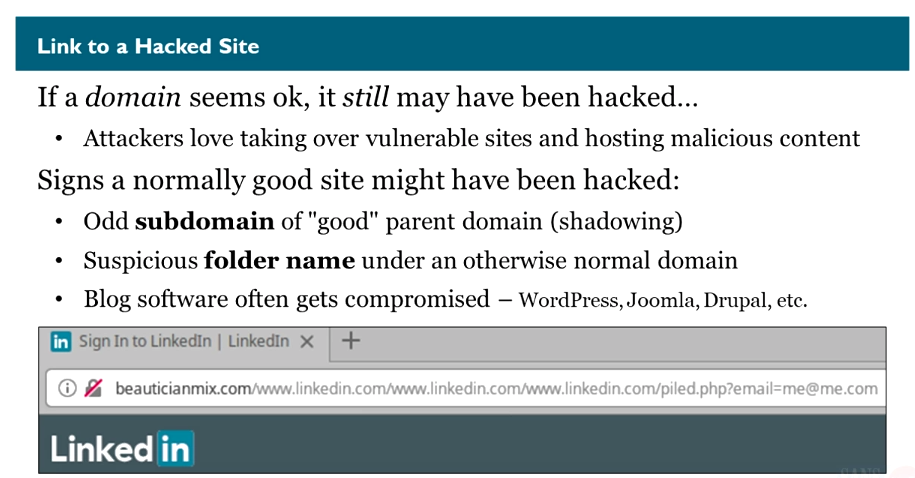 Link to a Hacked Site
If a domain seems ok, it still may have been hacked...
• Attackers love taking over vulnerable sites and hosting malicious content
Signs a normally good site might have been hacked:
• Odd subdomain of "good" parent domain (shadowing)
• Suspicious folder name under an otherwise normal domain
• Blog software often gets compromised – WordPress, Joomla, Drupal, etc.
in Sign In to LinkedIn | LinkedIn
beauticianmix.com/www.linkedin.com/www.linkedin.com/www.linkedin.com/piled.php?email=me@me.com
Linked in